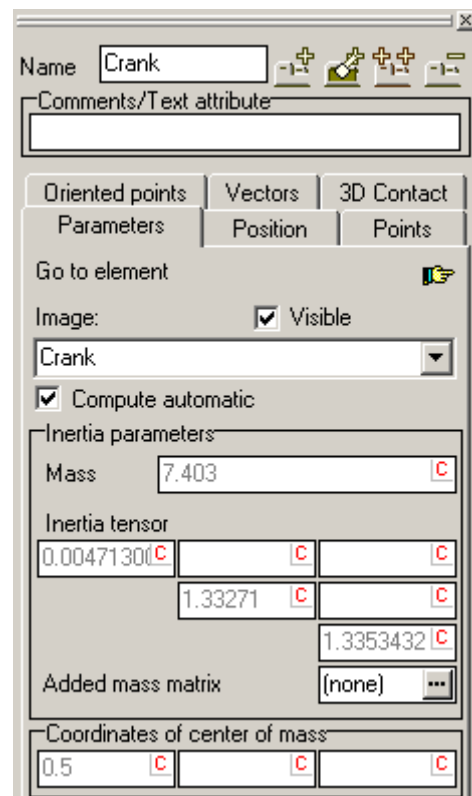 Name Crank
Comments/Text attribute
Oriented points Vectors 3D Contact
Parameters Position Points
Go to element
Image: Visible
Crank
Compute automatic
Inertia parameters
Mass 7.403 C
Inertia tensor
0.00471300 C C C
1.33271 C C
1.3353432 C
Added mass matrix (none) ...
Coordinates of center of mass
0.5 C C C